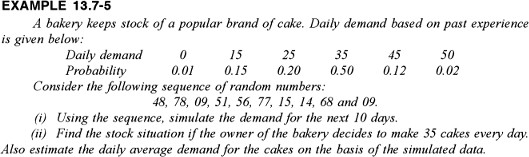 EXAMPLE 13.7-5
A bakery keeps stock of a popular brand of cake. Daily demand based on past experience
is given below:
Daily demand 0 15 25 35 45 50
Probability 0.01 0.15 0.20 0.50 0.12 0.02
Consider the following sequence of random numbers:
48, 78, 09, 51, 56, 77, 15, 14, 68 and 09.
(i) Using the sequence, simulate the demand for the next 10 days.
(ii) Find the stock situation if the owner of the bakery decides to make 35 cakes every day.
Also estimate the daily average demand for the cakes on the basis of the simulated data.